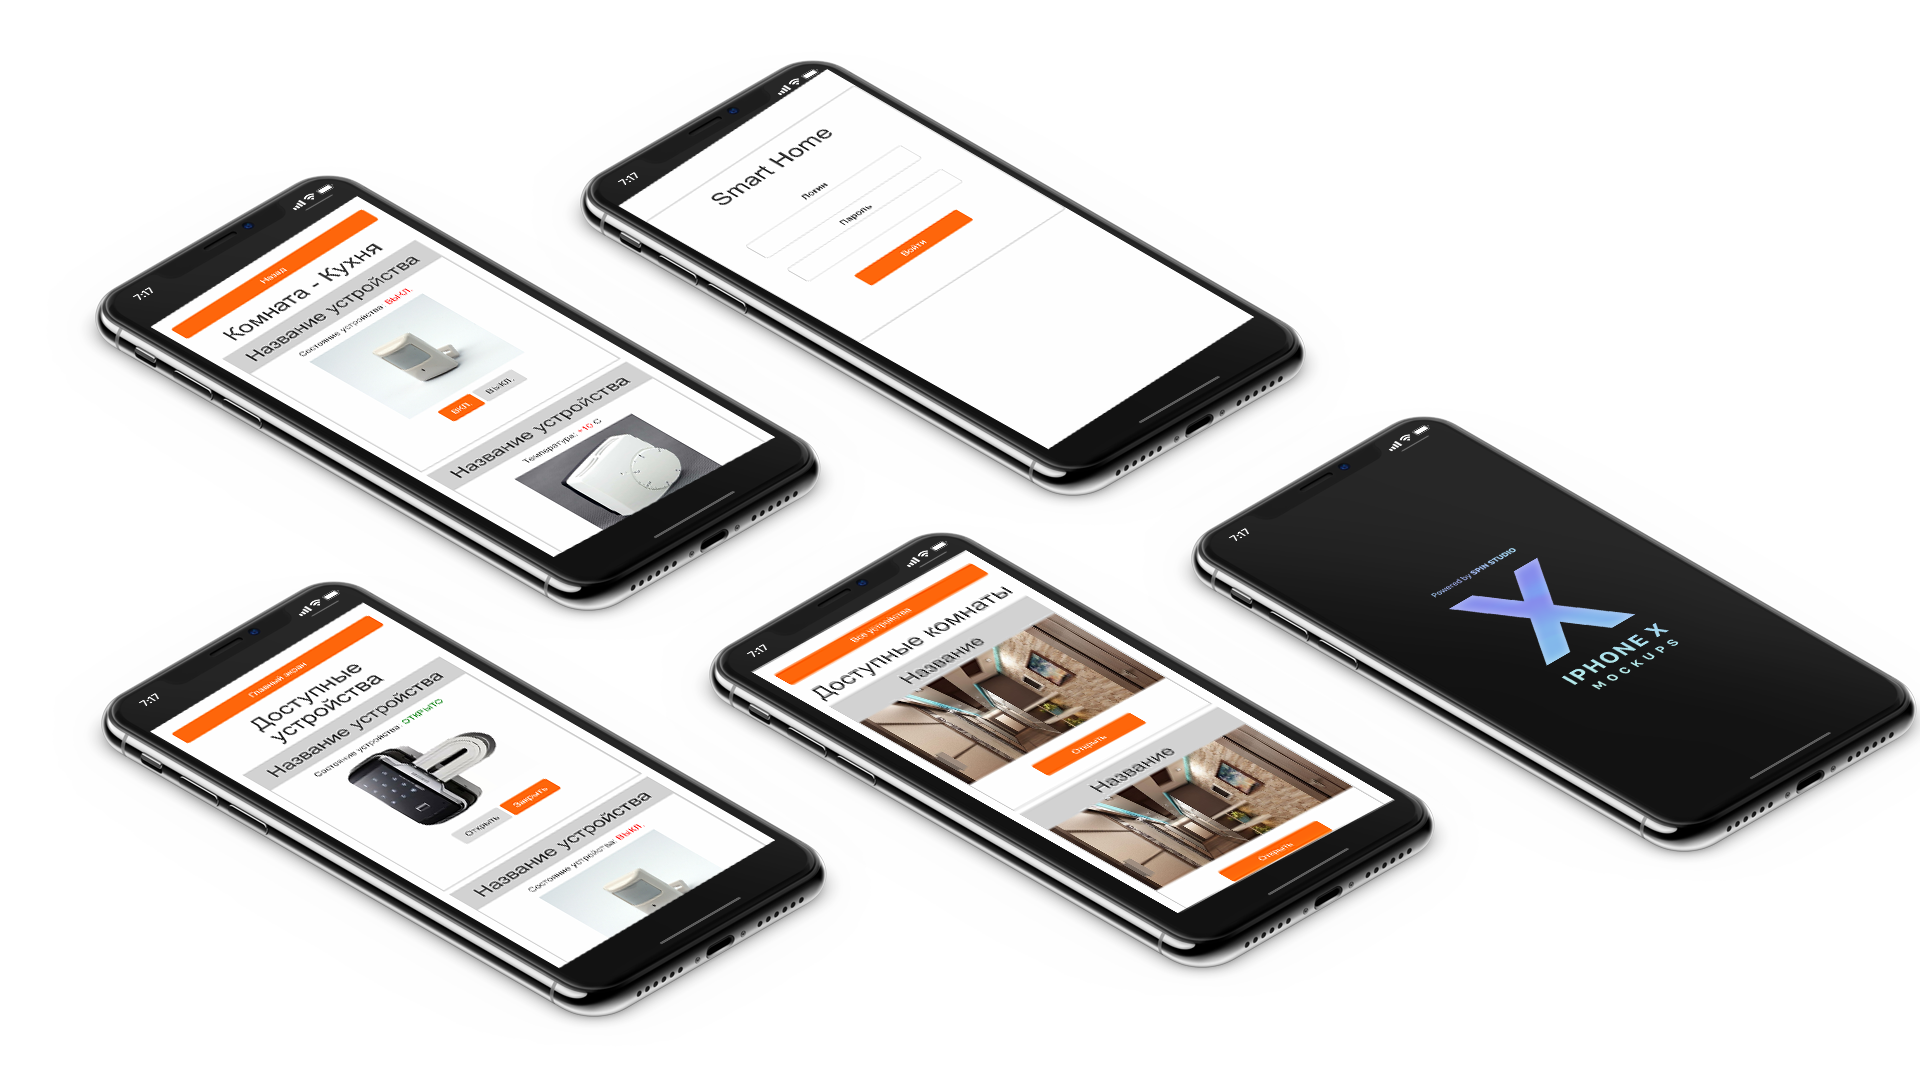 7:17
Smart Home
Логин
Пароль
Войти
7:17
Назад
Комната - Кухня
Название устройства
Состояние устройства ВЫКЛ.
ВКЛ.
ВЫКЛ.
Название устройства
Температура: +10 C
7:17
Powered by SPIN STUDIO
X
IPHONE X
MOCKUPS
7:17
Все устройства
Доступные комнаты
Название
Открыть
Название
Открыть
7:17
Главный экран
Доступные
устройства
Название устройства
Состояние устройства ОТКРЫТО
Открыть
Закрыть
Название устройства
Состояние устройства ВЫКЛ.